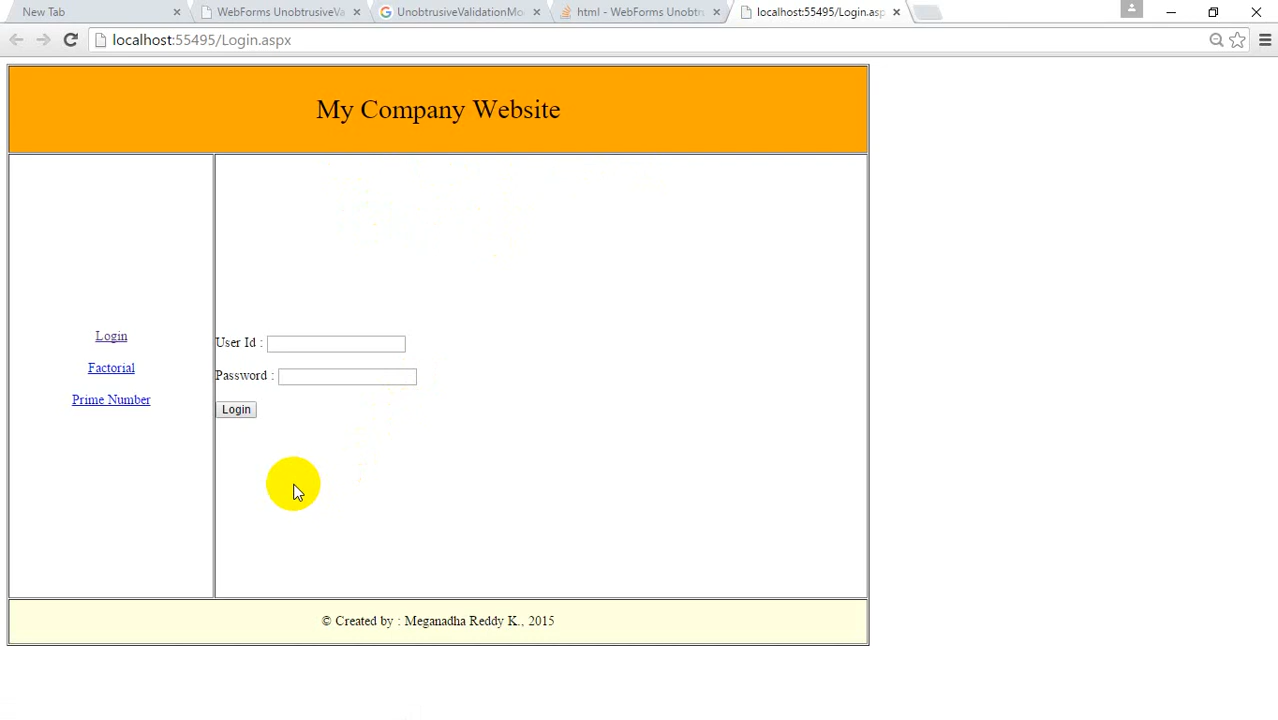 New Tab
WebForms UnobtrusiveVa
UnobtrusiveValidationMo
html - WebForms Unobtn
localhost:55495/Login.asp
localhost:55495/Login.aspx
My Company Website
Login
Factorial
Prime Number
User Id :
Password :
Login
© Created by : Meganadha Reddy K., 2015